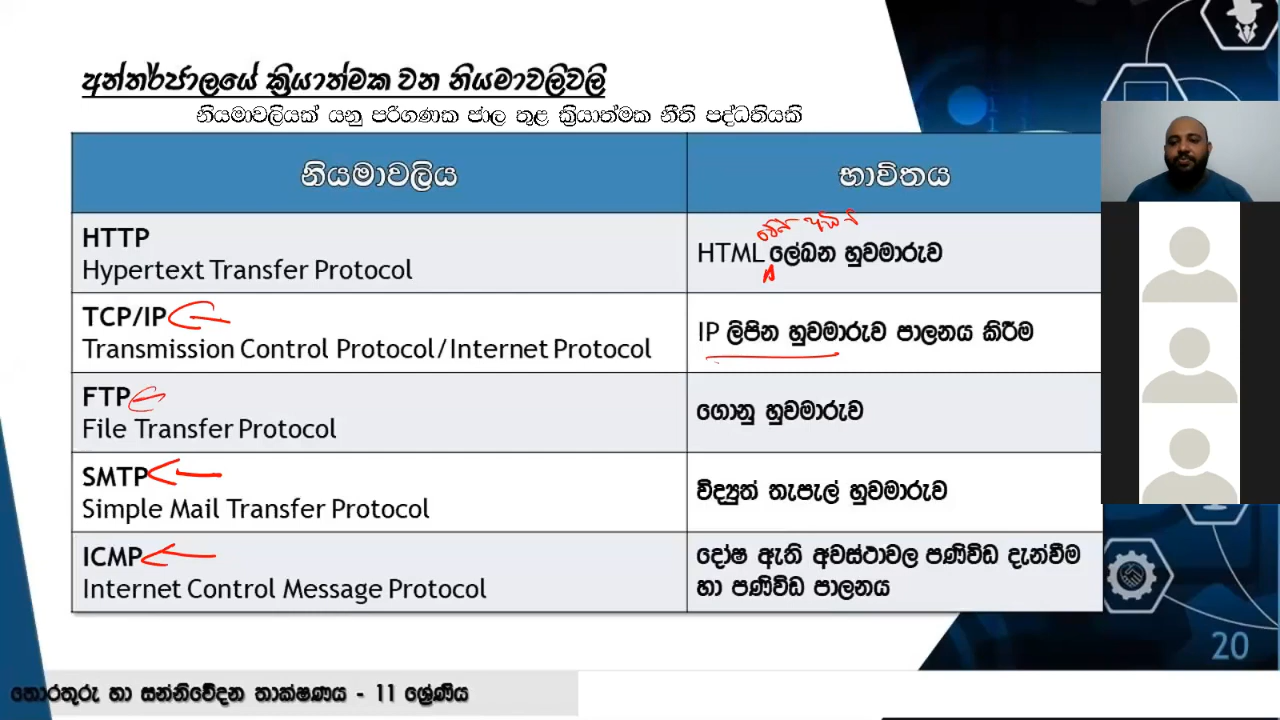 අන්තර්ජාලයේ ක්‍රියාත්මක වන නියමාවලිවලි
නියමාවලියක් යනු පරිගණක ජාල තුළ ක්‍රියාත්මක නීති පද්ධතියකි
නියමාවලිය
භාවිතය
HTTP
Hypertext Transfer Protocol
HTML ලේඛන හුවමාරුව
TCP/IP
Transmission Control Protocol/Internet Protocol
IP ලිපින හුවමාරුව පාලනය කිරීම
FTP
File Transfer Protocol
ගොනු හුවමාරුව
SMTP
Simple Mail Transfer Protocol
විද්‍යුත් තැපැල් හුවමාරුව
ICMP
Internet Control Message Protocol
දෝෂ ඇති අවස්ථාවල පණිවිඩ දැන්වීම
හා පණිවිඩ පාලනය
20
තොරතුරු හා සන්නිවේදන තාක්ෂණය - 11 ශ්‍රේණිය